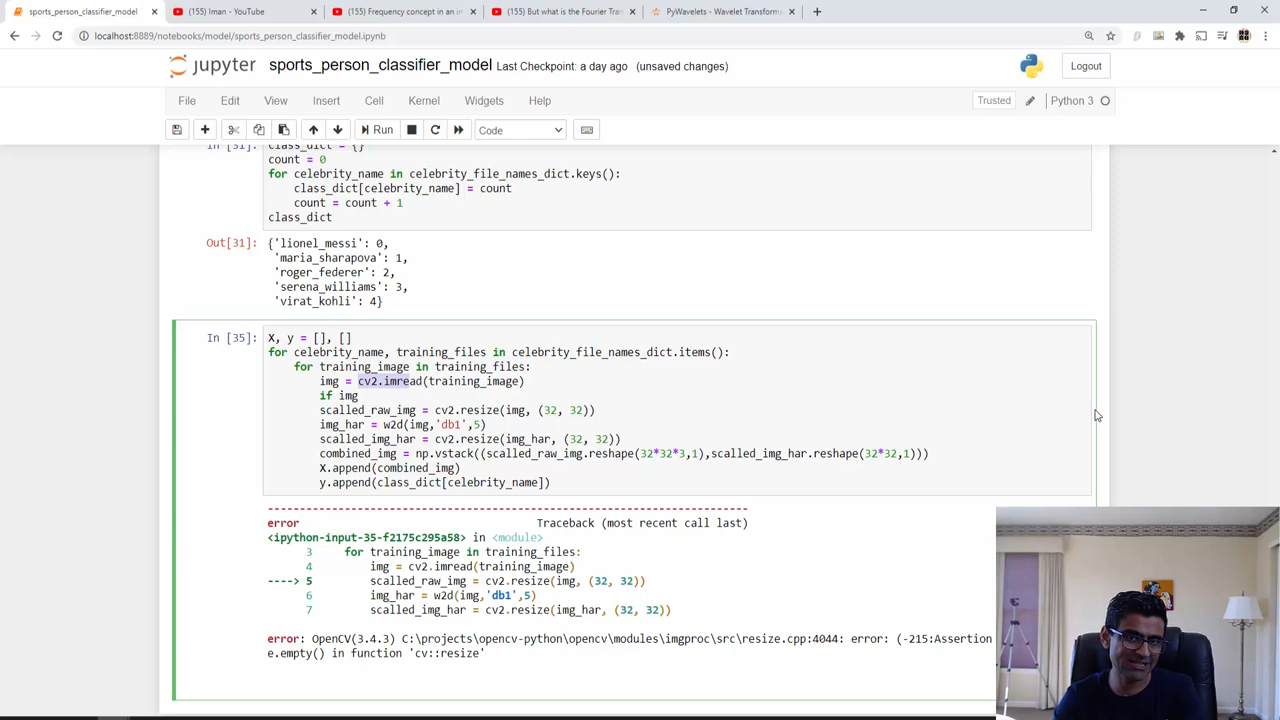 sports_person_classifier_model
(155) Iman - YouTube
(155) Frequency concept in an in
(155) But what is the Fourier Tra
PyWavelets - Wavelet Transform
localhost:8889/notebooks/model/sports_person_classifier_model.ipynb
jupyter sports_person_classifier_model Last Checkpoint: a day ago (unsaved changes) Logout
File Edit View Insert Cell Kernel Widgets Help Trusted Python 3
Run Code
In [31]: class_dict = {}
count = 0
for celebrity_name in celebrity_file_names_dict.keys():
class_dict[celebrity_name] = count
count = count + 1
class_dict
Out[31]: {'lionel_messi': 0,
'maria_sharapova': 1,
'roger_federer': 2,
'serena_williams': 3,
'virat_kohli': 4}
In [35]: X, y = [], []
for celebrity_name, training_files in celebrity_file_names_dict.items():
for training_image in training_files:
img = cv2.imread(training_image)
if img
scalled_raw_img = cv2.resize(img, (32, 32))
img_har = w2d(img,'db1',5)
scalled_img_har = cv2.resize(img_har, (32, 32))
combined_img = np.vstack((scalled_raw_img.reshape(32*32*3,1),scalled_img_har.reshape(32*32,1)))
X.append(combined_img)
y.append(class_dict[celebrity_name])
---------------------------------------------------------------------------
error Traceback (most recent call last)
<ipython-input-35-f2175c295a58> in <module>
3 for training_image in training_files:
4 img = cv2.imread(training_image)
----> 5 scalled_raw_img = cv2.resize(img, (32, 32))
6 img_har = w2d(img,'db1',5)
7 scalled_img_har = cv2.resize(img_har, (32, 32))
error: OpenCV(3.4.3) C:\projects\opencv-python\opencv\modules\imgproc\src\resize.cpp:4044: error: (-215:Assertion
e.empty() in function 'cv::resize'